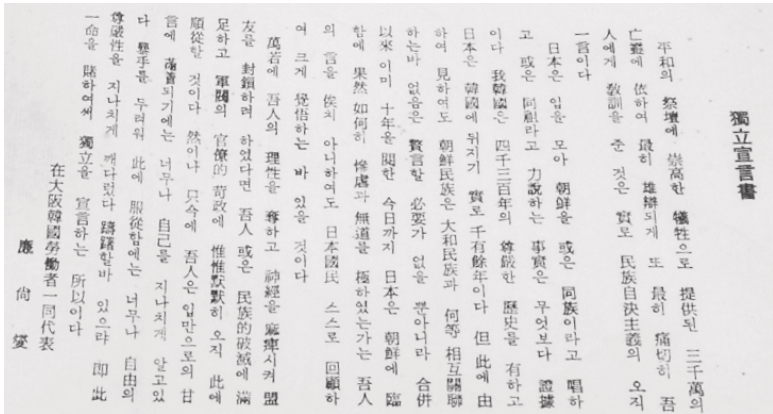 獨立宣言書
平和의 祭壇에 崇高한 犧牲으로 提供된 三千萬의
亡靈에 依하여 最히 雄辯되게 또 最히 痛切히 吾
人에게 敎訓을 준 것은 實로 民族自決主義의 오직
一言이다
日本은 입을 모아 朝鮮을 或은 同族이라고 唱하
고 或은 同祖라고 力說하는 事實은 무엇보다 證據
이다 我韓國은 四千三百年의 尊嚴한 歷史를 有하고
日本은 韓國에 뒤지기 實로 千有餘年이다 但 此에 由
하여 見하여도 朝鮮民族은 大和民族과 何等 相互關聯
하는바 없음은 贅言할 必要가 없을 뿐아니라 合倂
以來 이미 十年을 閱한 今日까지 日本은 朝鮮에 臨
함에 果然 如何히 慘虐과 無道를 極하였는가는 吾人
의 言을 俟치 아니하여도 日本國民 스스로 回顧하
여 크게 覺悟하는 바 있을 것이다
萬若에 吾人의 理性을 奪하고 神經을 麻痺시켜 盟
友을 封鎖하려 하였다면 吾人 或은 民族的破滅에 滿
足하고 軍閥의 官僚的 苛政에 惟惟默默히 오직 此에
順從할 것이다 然이나 只今에 吾人은 입만으로의 甘
言에 되기에는 너무나 自己를 지나치게 알고있
다 暴手를 두려워 此에 服從함에는 너무나 自由의
尊嚴性을 지나치게 깨다렀다 躊躇할바 있으랴 卽 此
一命을 賭하여써 獨立을 宣言하는 所以이다
在大阪韓國勞働者一同代表
廉尙燮